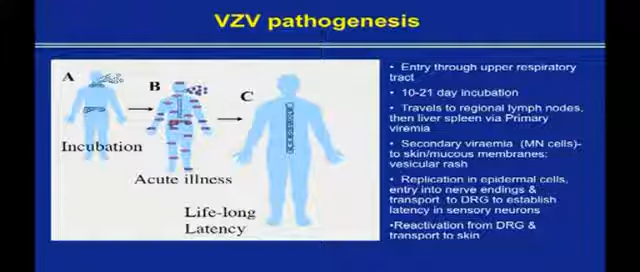 VZV pathogenesis
A
B
C
Incubation
Acute illness
Life-long
Latency
• Entry through upper respiratory
tract
• 10-21 day incubation
• Travels to regional lymph nodes,
then liver spleen via Primary
viremia
• Secondary viraemia (MN cells)-
to skin/mucous membranes;
vesicular rash
• Replication in epidermal cells,
entry into nerve endings &
transport to DRG to establish
latency in sensory neurons
•Reactivation from DRG &
transport to skin